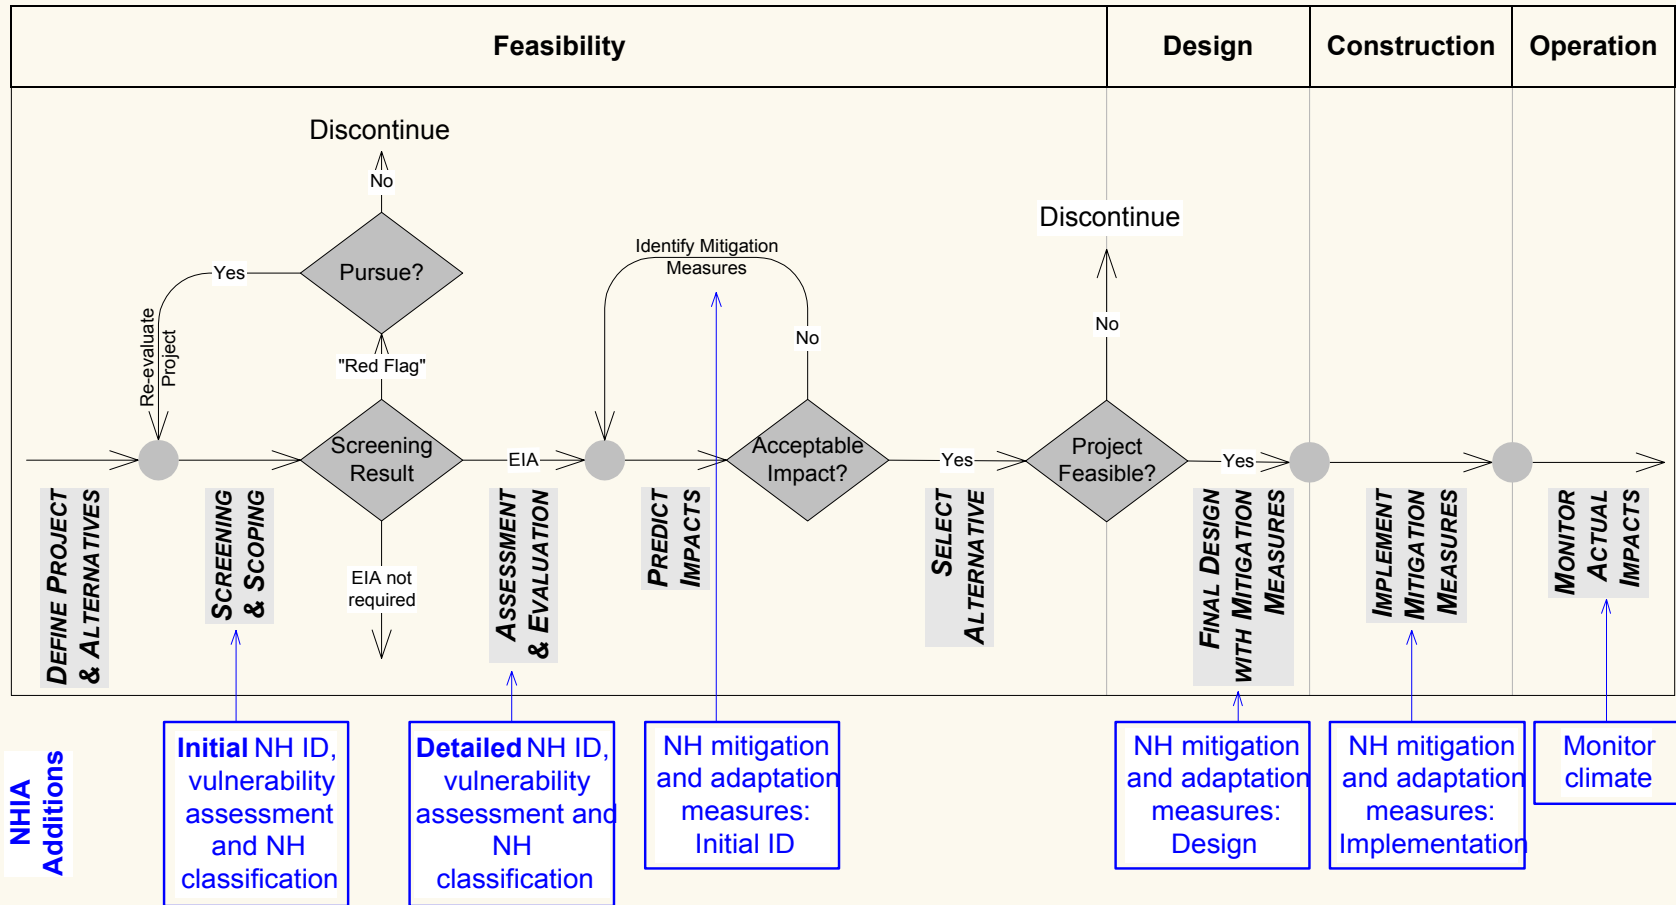 Feasibility
Design
Construction
Operation
Discontinue
No
Pursue?
Yes
Re-evaluate
Project
"Red Flag"
Screening
Result
EIA
EIA not
required
Identify Mitigation
Measures
No
Acceptable
Impact?
Yes
Discontinue
No
Project
Feasible?
Yes
DEFINE PROJECT
& ALTERNATIVES
SCREENING
& SCOPING
ASSESSMENT
& EVALUATION
PREDICT
IMPACTS
SELECT
ALTERNATIVE
FINAL DESIGN
WITH MITIGATION
MEASURES
IMPLEMENT
MITIGATION
MEASURES
MONITOR
ACTUAL
IMPACTS
NHIA
Additions
Initial NH ID,
vulnerability
assessment
and NH
classification
Detailed NH ID,
vulnerability
assessment and
NH
classification
NH mitigation
and adaptation
measures:
Initial ID
NH mitigation
and adaptation
measures:
Design
NH mitigation
and adaptation
measures:
Implementation
Monitor
climate